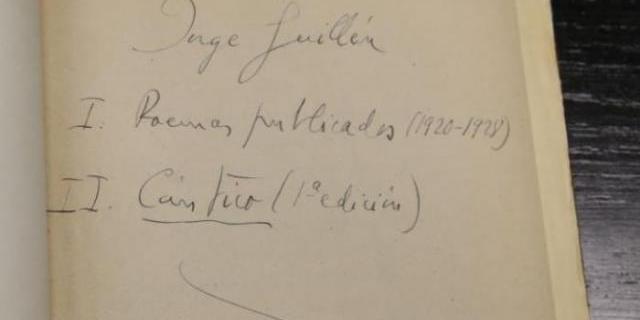 Jorge Guillén
I. Poemas publicados (1920-1928)
II. Cántico (1ª edición)